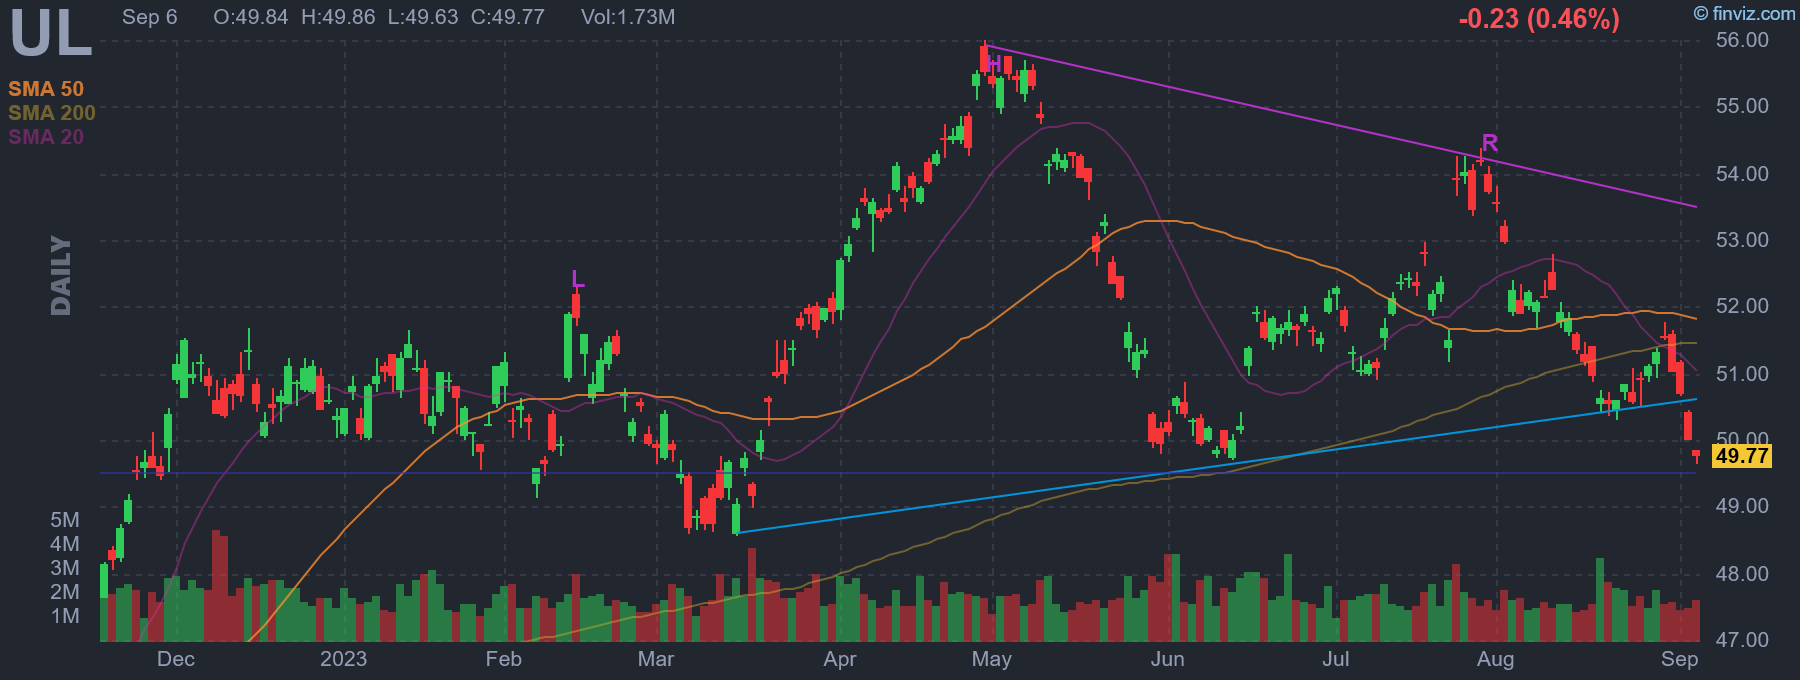 UL
Sep 6 O:49.84 H:49.86 L:49.63 C:49.77 Vol:1.73M
-0.23 (0.46%)
© finviz.com
SMA 50
SMA 200
SMA 20
DAILY
L
H
R
56.00
55.00
54.00
53.00
52.00
51.00
50.00
49.77
49.00
48.00
47.00
5M
4M
3M
2M
1M
Dec 2023 Feb Mar Apr May Jun Jul Aug Sep